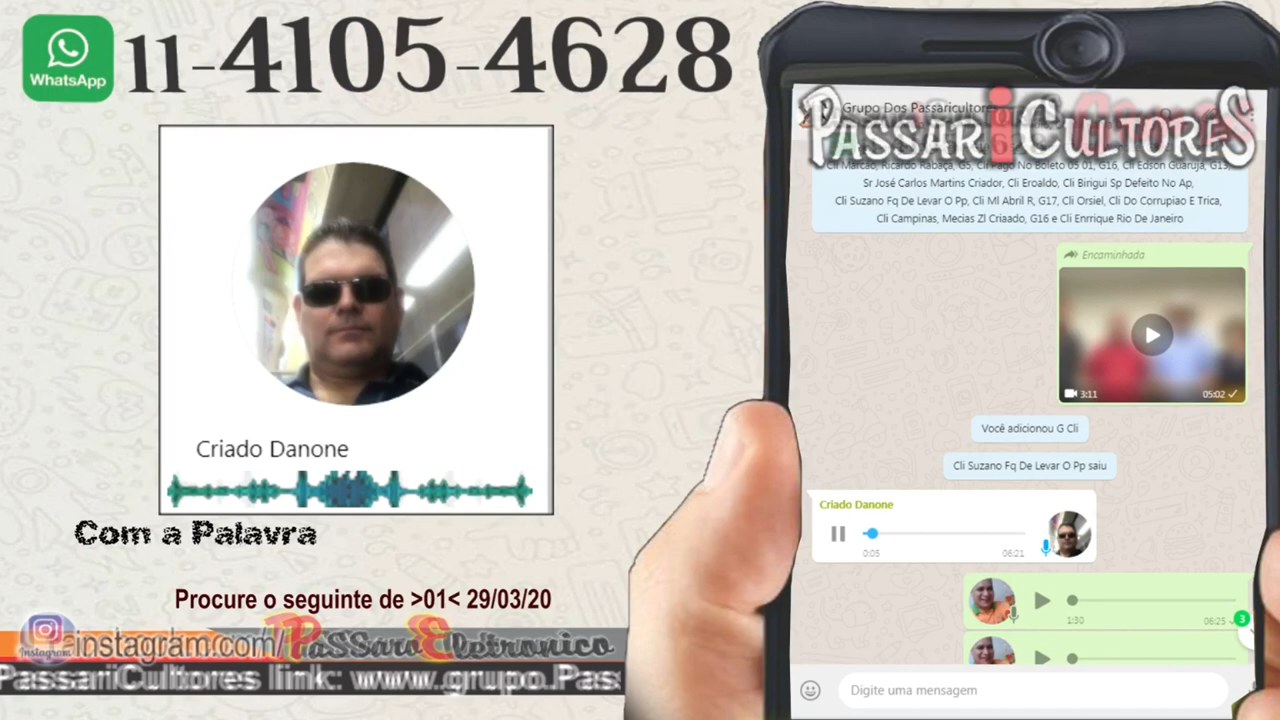 WhatsApp
11-4105-4628
Criado Danone
Com a Palavra
Procure o seguinte de >01< 29/03/20
Instagram
instagram.com/PaSSaroEletronico
PassariCultores link: www.grupo.Pas
Grupo Dos Passaricultores
PASSARiCULTORES
Cli Marcão, Ricardo Rabaça, G5, Cli Pago No Boleto 05 01, G16, Cli Edson Guarujá, G13,
Sr José Carlos Martins Criador, Cli Eroaldo, Cli Birigui Sp Defeito No Ap,
Cli Suzano Fq De Levar O Pp, Cli Ml Abril R, G17, Cli Orsiel, Cli Do Corrupiao E Trica,
Cli Campinas, Mecias Zl Criaado, G16 e Cli Enrrique Rio De Janeiro
Encaminhada
3:11 05:02
Você adicionou G Cli
Cli Suzano Fq De Levar O Pp saiu
Criado Danone
0:05 06:21
1:30 06:25
3
Digite uma mensagem